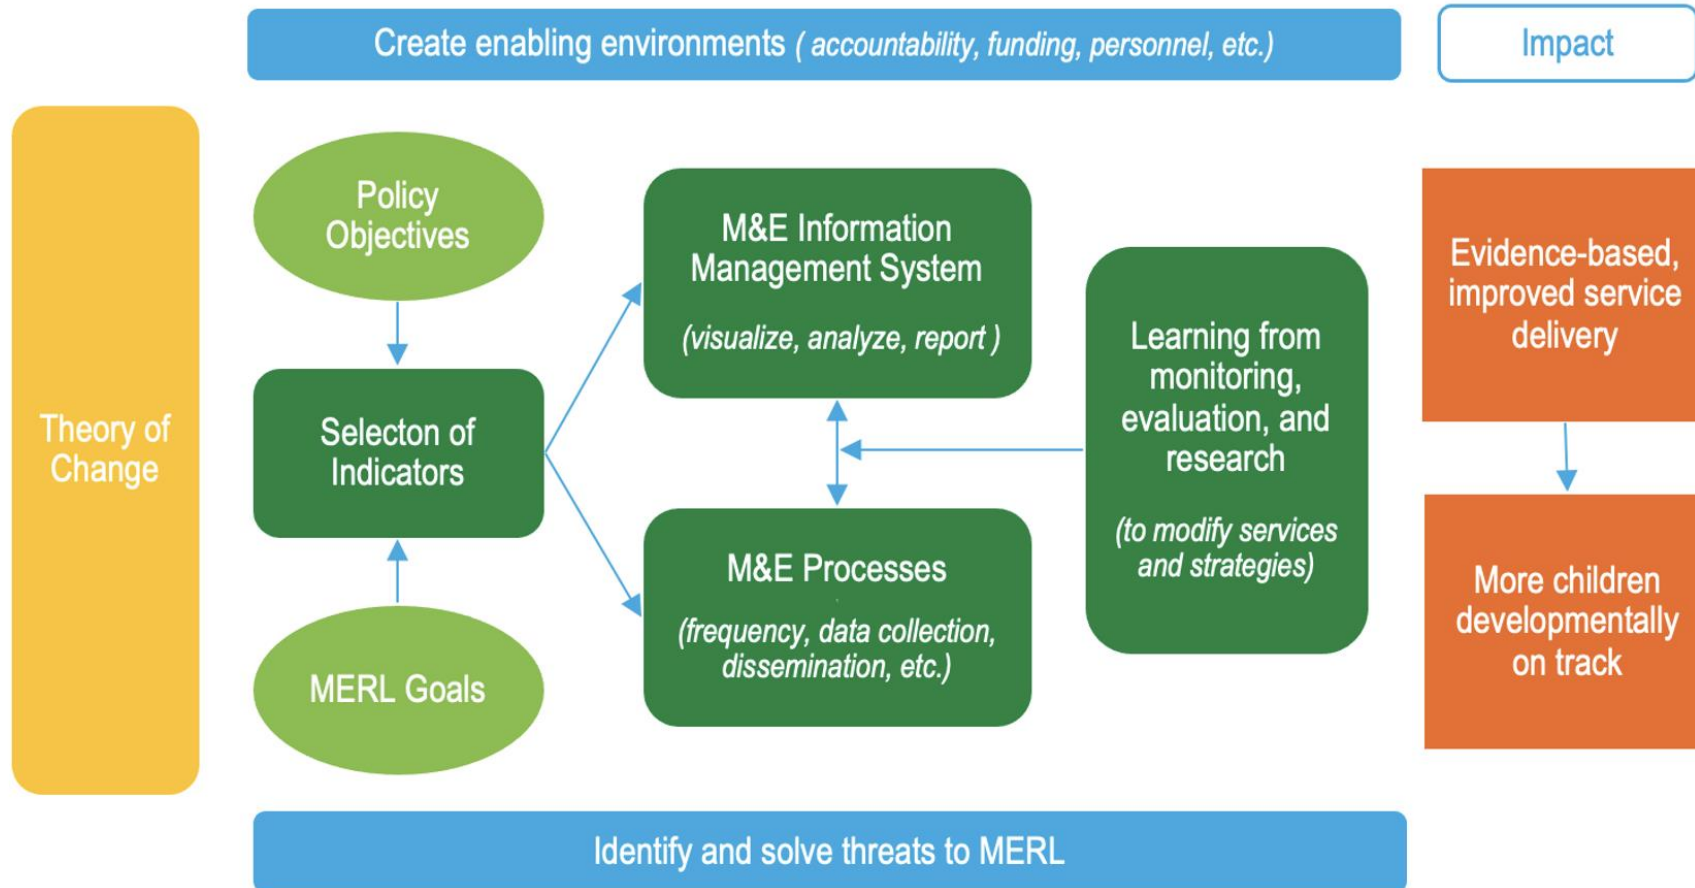 Create enabling environments ( accountability, funding, personnel, etc.)
Impact
Theory of
Change
Policy
Objectives
Selecton of
Indicators
MERL Goals
M&E Information
Management System
(visualize, analyze, report )
M&E Processes
(frequency, data collection,
dissemination, etc.)
Learning from
monitoring,
evaluation, and
research
(to modify services
and strategies)
Evidence-based,
improved service
delivery
More children
developmentally
on track
Identify and solve threats to MERL